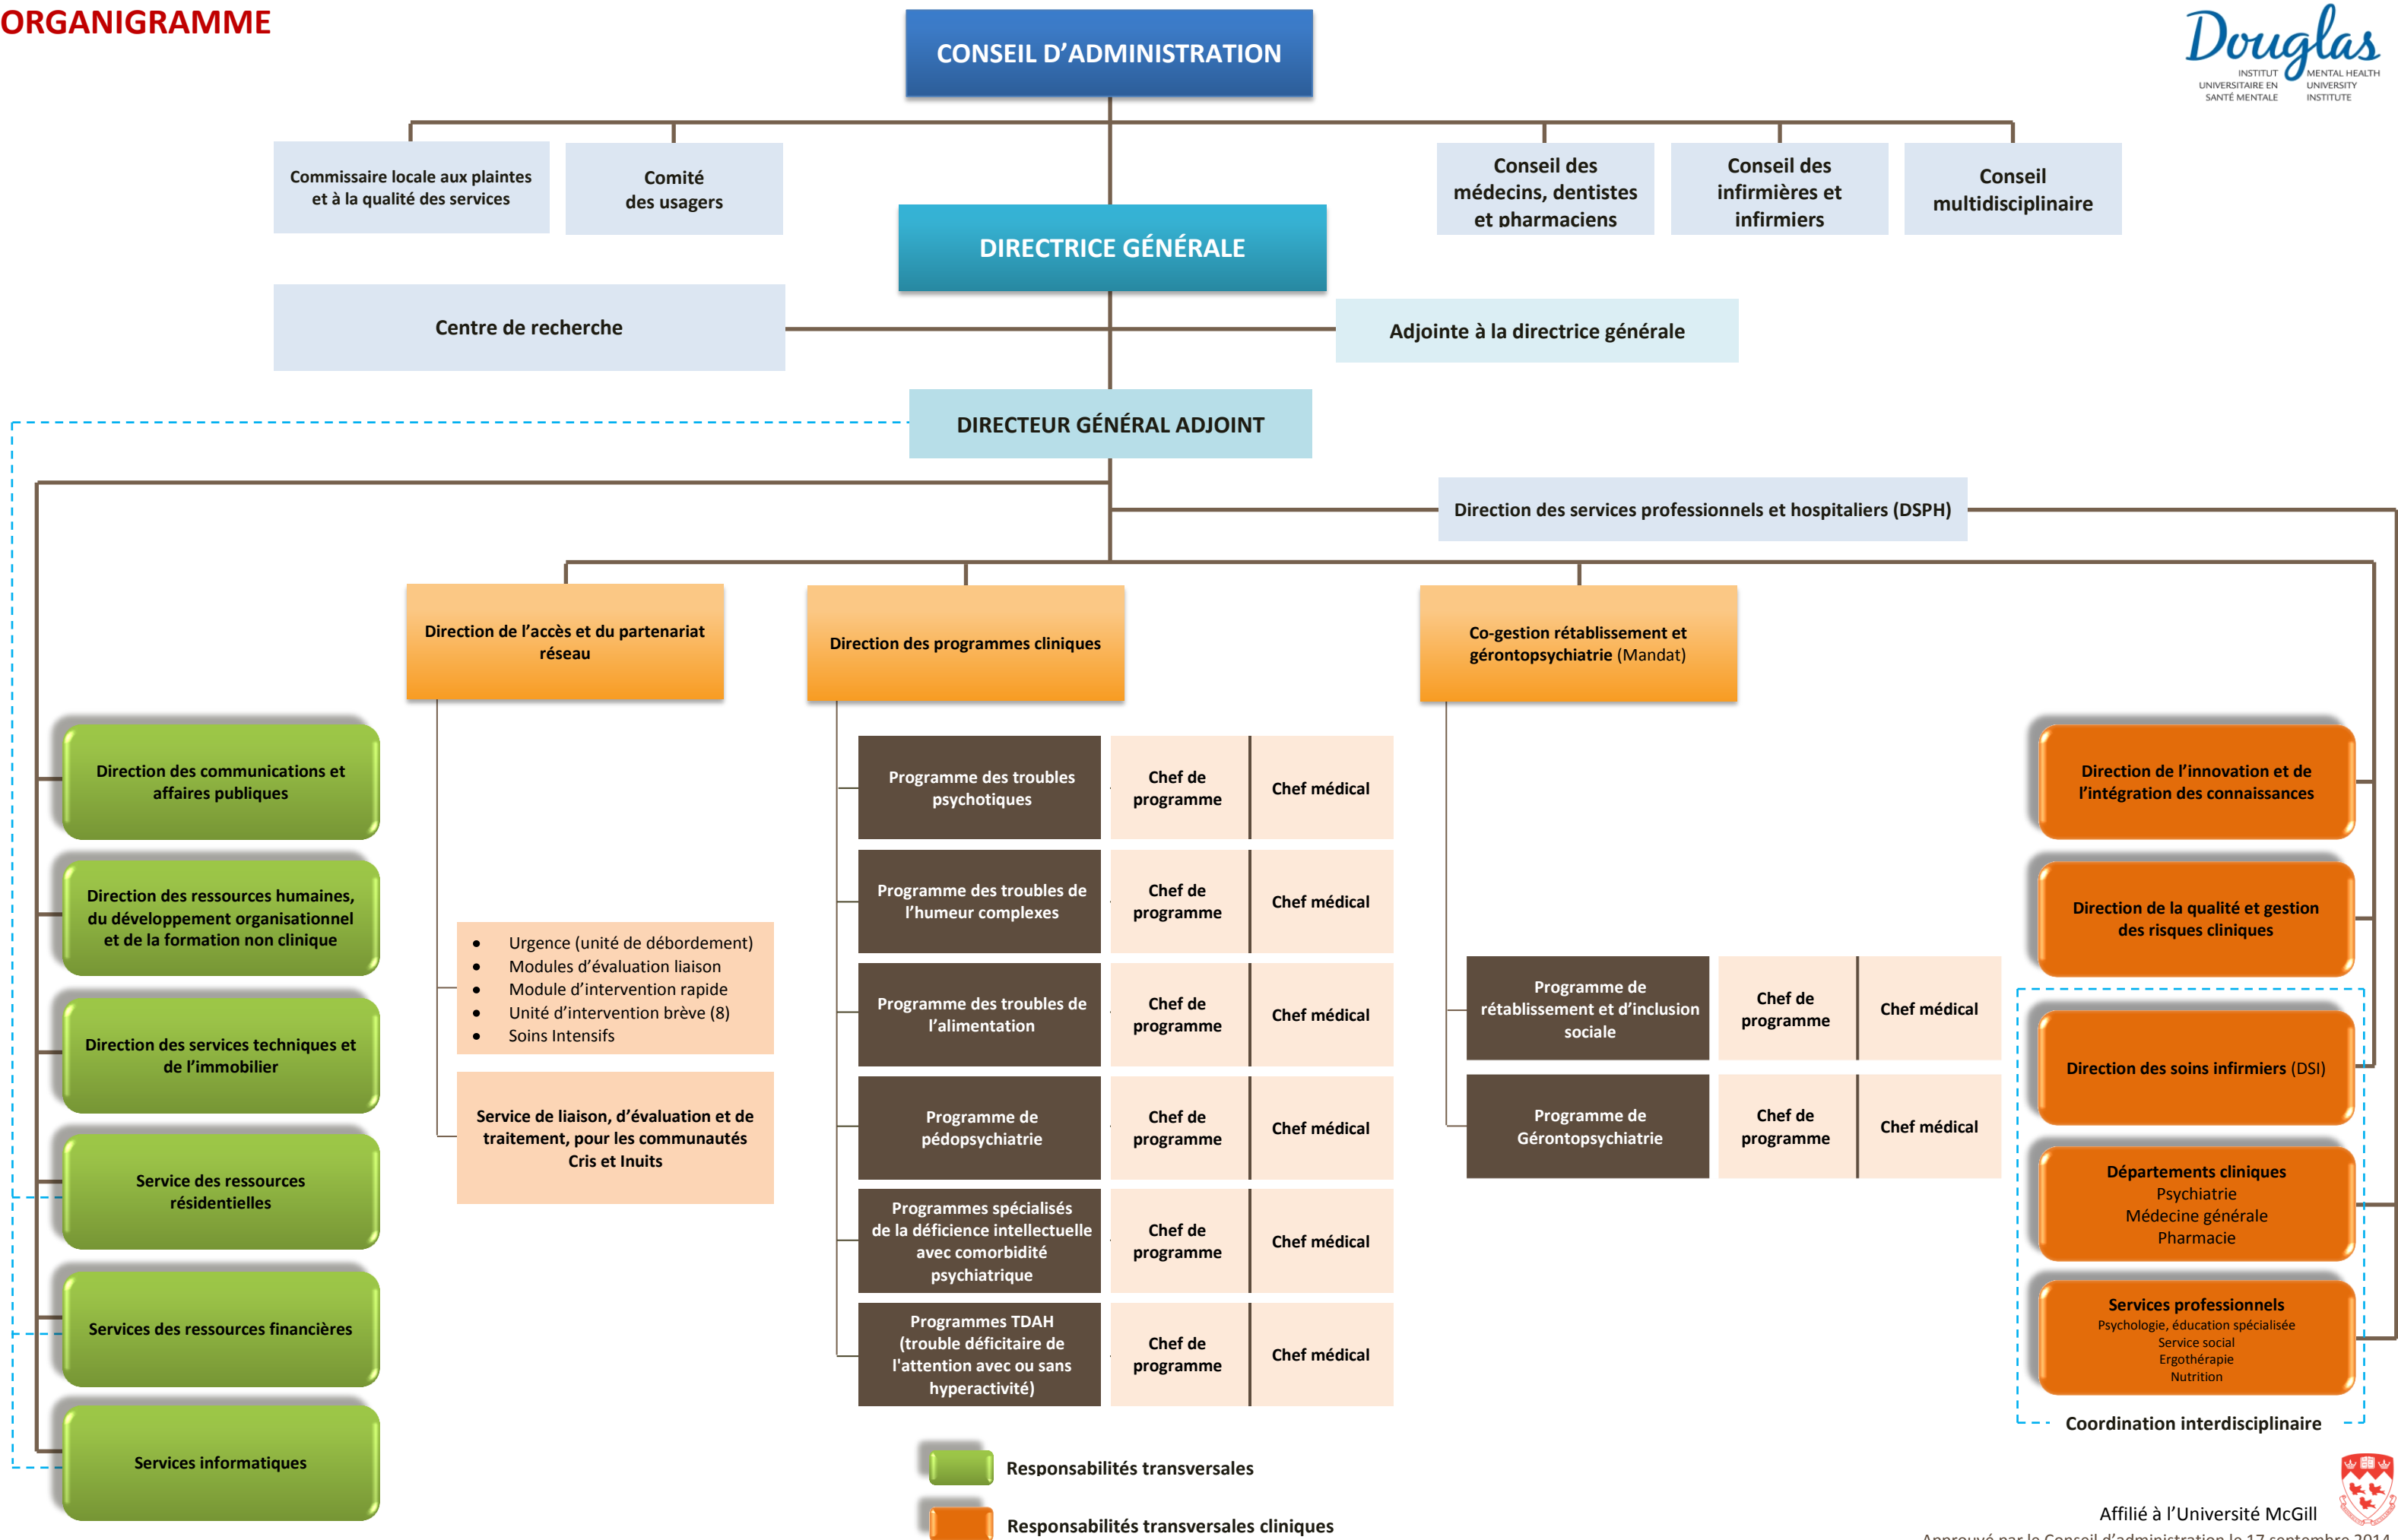 ORGANIGRAMME
Douglas
INSTITUT
UNIVERSITAIRE EN
SANTÉ MENTALE
MENTAL HEALTH
UNIVERSITY
INSTITUTE
CONSEIL D’ADMINISTRATION
Commissaire locale aux plaintes
et à la qualité des services
Comité
des usagers
Conseil des
médecins, dentistes
et pharmaciens
Conseil des
infirmières et
infirmiers
Conseil
multidisciplinaire
DIRECTRICE GÉNÉRALE
Centre de recherche
Adjointe à la directrice générale
DIRECTEUR GÉNÉRAL ADJOINT
Direction des services professionnels et hospitaliers (DSPH)
Direction de l’accès et du partenariat
réseau
Direction des programmes cliniques
Co-gestion rétablissement et
gérontopsychiatrie (Mandat)
Direction des communications et
affaires publiques
Direction des ressources humaines,
du développement organisationnel
et de la formation non clinique
Direction des services techniques et
de l’immobilier
Service des ressources
résidentielles
Services des ressources financières
Services informatiques
• Urgence (unité de débordement)
• Modules d’évaluation liaison
• Module d’intervention rapide
• Unité d’intervention brève (8)
• Soins Intensifs
Service de liaison, d’évaluation et de
traitement, pour les communautés
Cris et Inuits
Programme des troubles
psychotiques
Chef de
programme
Chef médical
Programme des troubles de
l’humeur complexes
Chef de
programme
Chef médical
Programme des troubles de
l’alimentation
Chef de
programme
Chef médical
Programme de
pédopsychiatrie
Chef de
programme
Chef médical
Programmes spécialisés
de la déficience intellectuelle
avec comorbidité
psychiatrique
Chef de
programme
Chef médical
Programmes TDAH
(trouble déficitaire de
l'attention avec ou sans
hyperactivité)
Chef de
programme
Chef médical
Programme de
rétablissement et d’inclusion
sociale
Chef de
programme
Chef médical
Programme de
Gérontopsychiatrie
Chef de
programme
Chef médical
Direction de l’innovation et de
l’intégration des connaissances
Direction de la qualité et gestion
des risques cliniques
Direction des soins infirmiers (DSI)
Départements cliniques
Psychiatrie
Médecine générale
Pharmacie
Services professionnels
Psychologie, éducation spécialisée
Service social
Ergothérapie
Nutrition
Coordination interdisciplinaire
Responsabilités transversales
Responsabilités transversales cliniques
Affilié à l’Université McGill
Approuvé par le Conseil d’administration le 17 septembre 2014